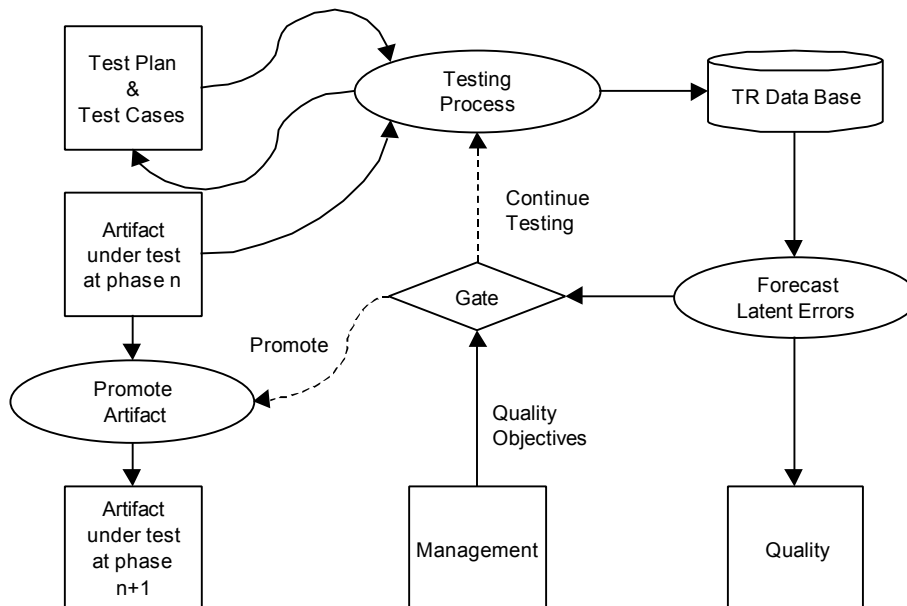 Test Plan
&
Test Cases
Testing
Process
TR Data Base
Continue
Testing
Artifact
under test
at phase n
Gate
Forecast
Latent Errors
Promote
Promote
Artifact
Quality
Objectives
Artifact
under test
at phase
n+1
Management
Quality